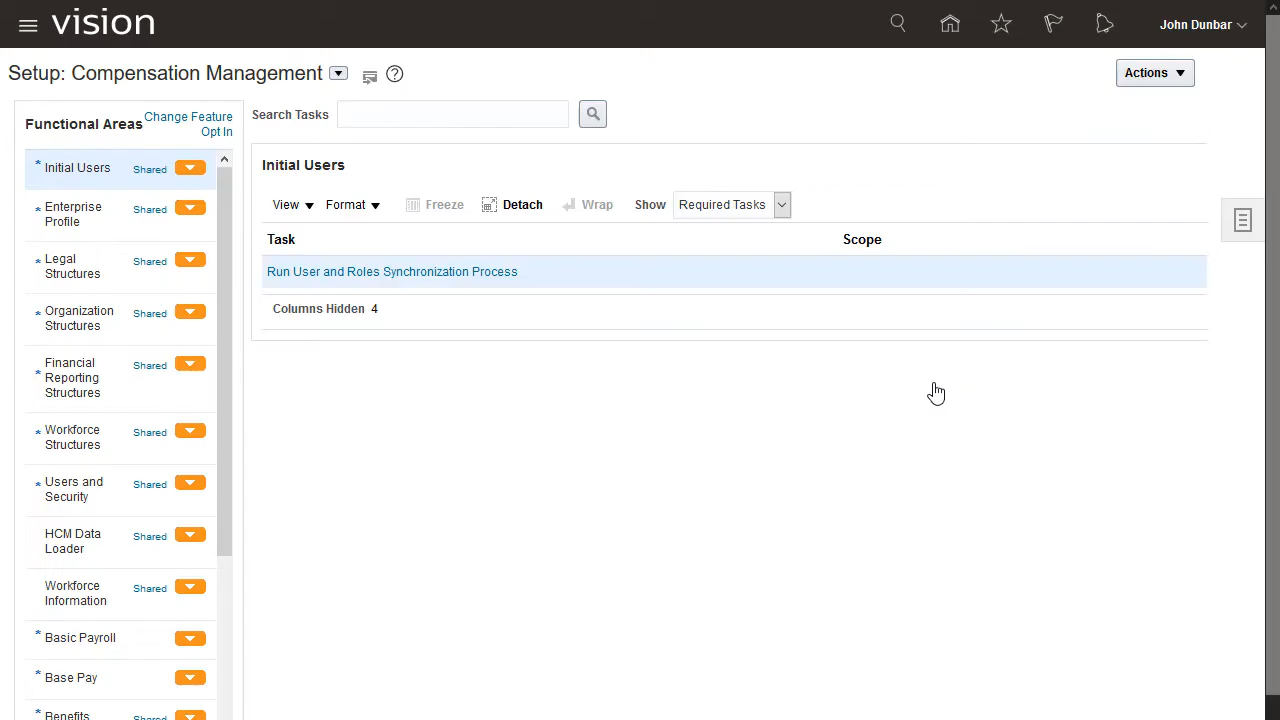 vision
John Dunbar
Setup: Compensation Management
Actions
Functional Areas
Change Feature
Opt In
* Initial Users Shared
* Enterprise
Profile
Shared
* Legal
Structures
Shared
* Organization
Structures
Shared
* Financial
Reporting
Structures
Shared
* Workforce
Structures
Shared
* Users and
Security
Shared
HCM Data
Loader
Shared
Workforce
Information
Shared
* Basic Payroll
* Base Pay
* Benefits Shared
Search Tasks
Initial Users
View Format Freeze Detach Wrap Show Required Tasks
Task Scope
Run User and Roles Synchronization Process
Columns Hidden 4